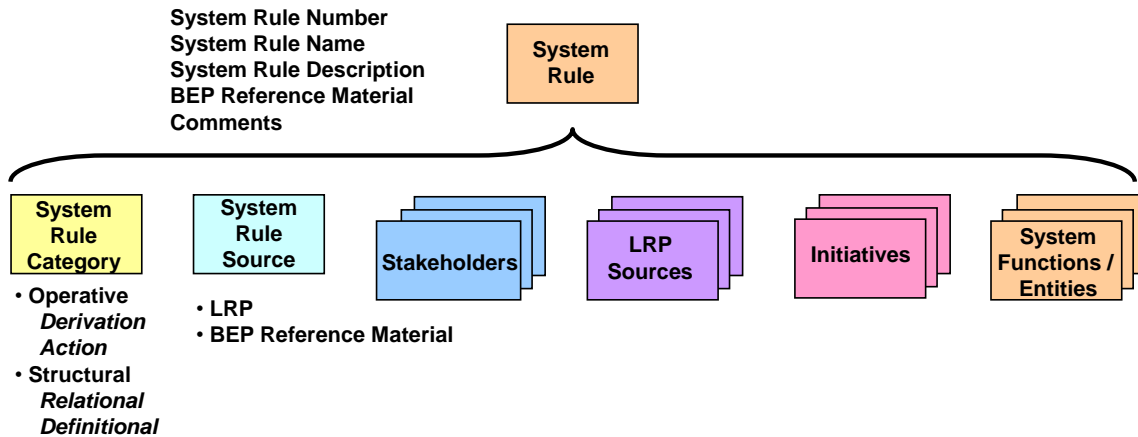 System Rule Number
System Rule Name
System Rule Description
BEP Reference Material
Comments
System
Rule
System
Rule
Category
• Operative
Derivation
Action
• Structural
Relational
Definitional
System
Rule
Source
• LRP
• BEP Reference Material
Stakeholders
LRP
Sources
Initiatives
System
Functions /
Entities